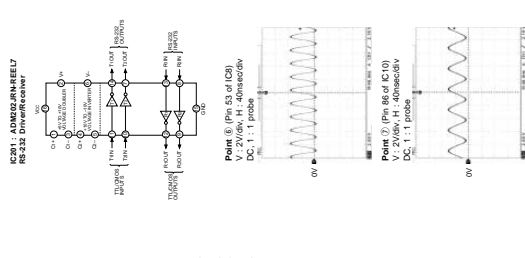 IC201 : ADM202JRN-REEL7
RS-232 Driver/Receiver
VCC
C1+
C1-
C2+
C2-
+5V TO +10V
VOLTAGE DOUBLER
+10V TO -10V
VOLTAGE INVERTER
V+
V-
TTL/CMOS
INPUTS
T1IN
T2IN
T1OUT
T2OUT
RS-232
OUTPUTS
TTL/CMOS
OUTPUTS
R1OUT
R2OUT
R1IN
R2IN
RS-232
INPUTS
GND
Point ⑥ (Pin 53 of IC8)
V : 2V/div, H : 40nsec/div
DC, 1 : 1 probe
0V
Point ⑦ (Pin 86 of IC10)
V : 2V/div, H : 40nsec/div
DC, 1 : 1 probe
0V